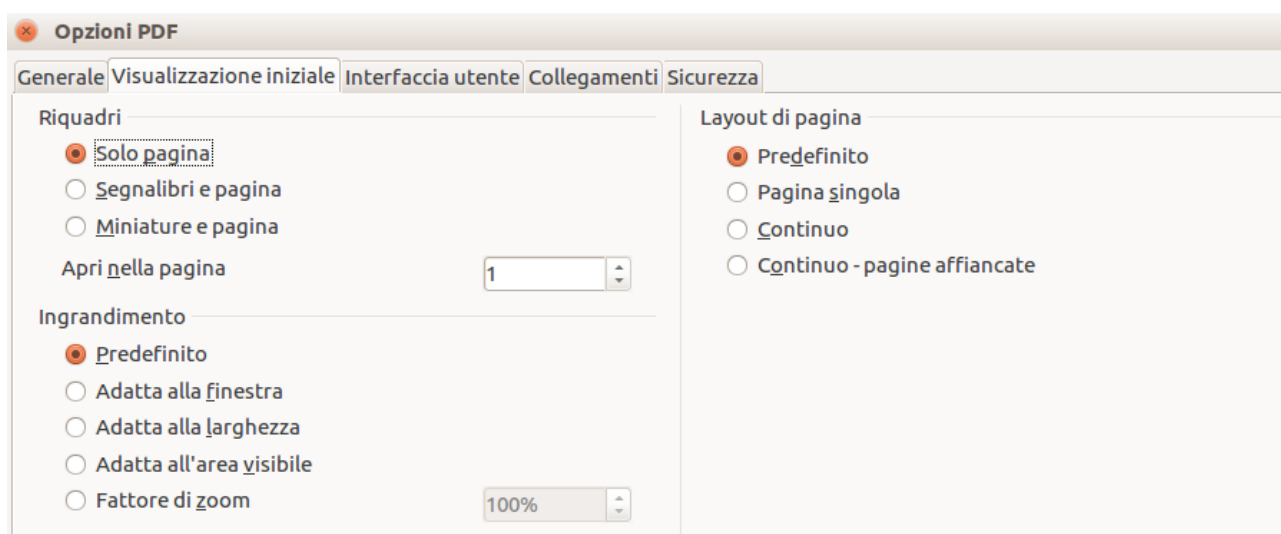 Opzioni PDF
Generale Visualizzazione iniziale Interfaccia utente Collegamenti Sicurezza
Riquadri
Solo pagina
Segnalibri e pagina
Miniature e pagina
Apri nella pagina 1
Ingrandimento
Predefinito
Adatta alla finestra
Adatta alla larghezza
Adatta all'area visibile
Fattore di zoom 100%
Layout di pagina
Predefinito
Pagina singola
Continuo
Continuo - pagine affiancate